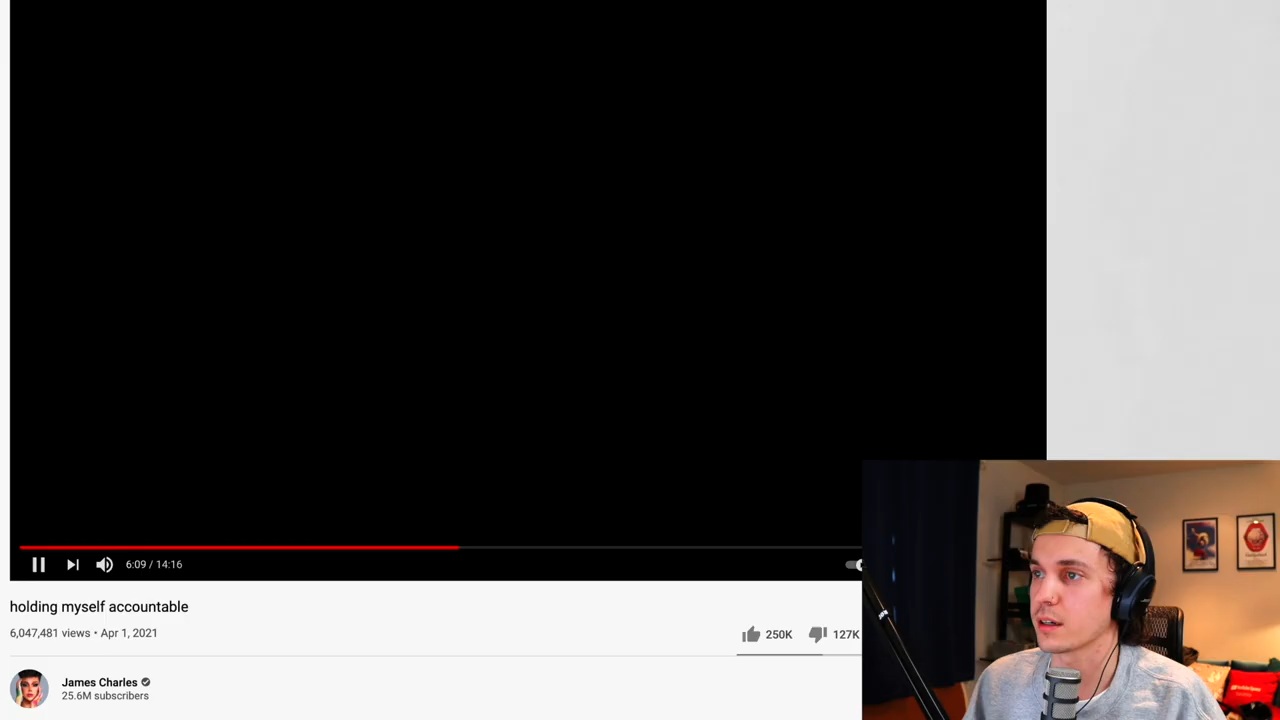 6:09 / 14:16
holding myself accountable
6,047,481 views • Apr 1, 2021
250K
127K
James Charles
25.6M subscribers